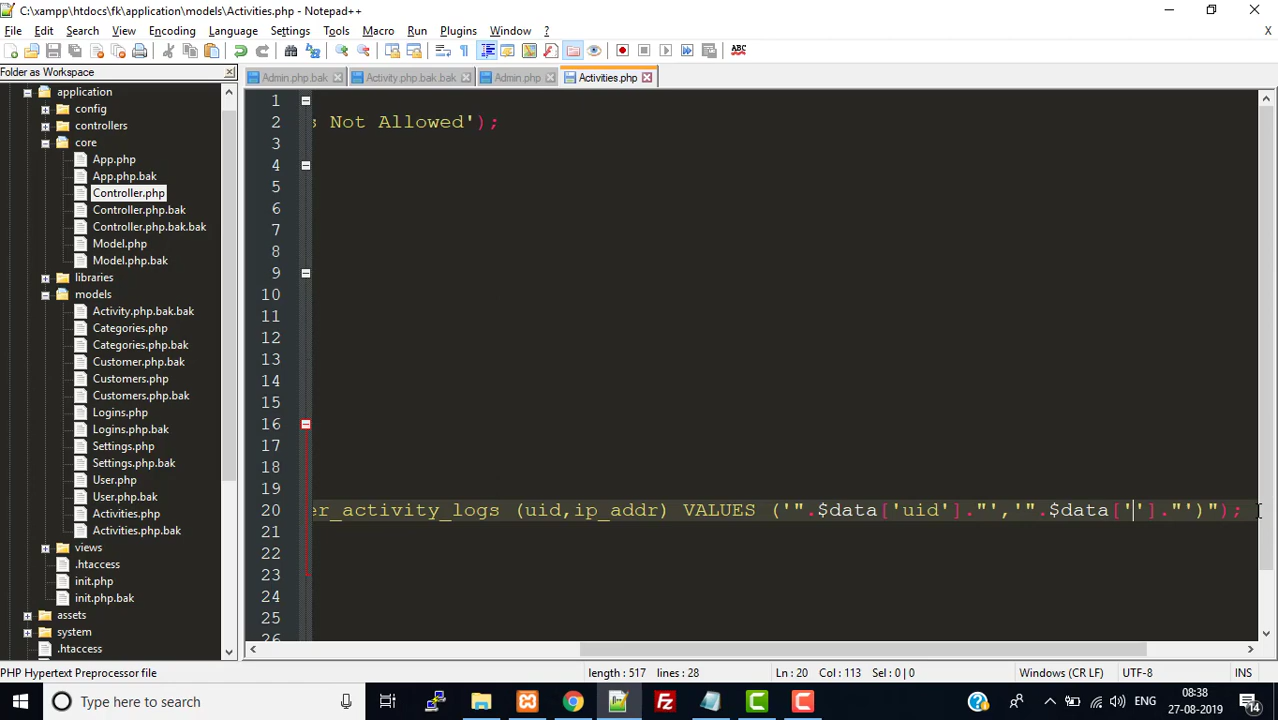 C:\xampp\htdocs\fk\application\models\Activities.php - Notepad++
File Edit Search View Encoding Language Settings Tools Macro Run Plugins Window ? X
Folder as Workspace
Admin.php.bak Activity.php.bak.bak Admin.php Activities.php
application
config
controllers
core
App.php
App.php.bak
Controller.php
Controller.php.bak
Controller.php.bak.bak
Model.php
Model.php.bak
libraries
models
Activity.php.bak.bak
Categories.php
Categories.php.bak
Customer.php.bak
Customers.php
Customers.php.bak
Logins.php
Logins.php.bak
Settings.php
Settings.php.bak
User.php
User.php.bak
Activities.php
Activities.php.bak
views
.htaccess
init.php
init.php.bak
assets
system
.htaccess
1
2 s Not Allowed');
3
4
5
6
7
8
9
10
11
12
13
14
15
16
17
18
19
20 er_activity_logs (uid,ip_addr) VALUES ('".$data['uid']."','".$data['']."')");
21
22
23
24
25
26
PHP Hypertext Preprocessor file length : 517 lines : 28 Ln : 20 Col : 113 Sel : 0 | 0 Windows (CR LF) UTF-8 INS
Type here to search
ENG
08:38
27-08-2019
14